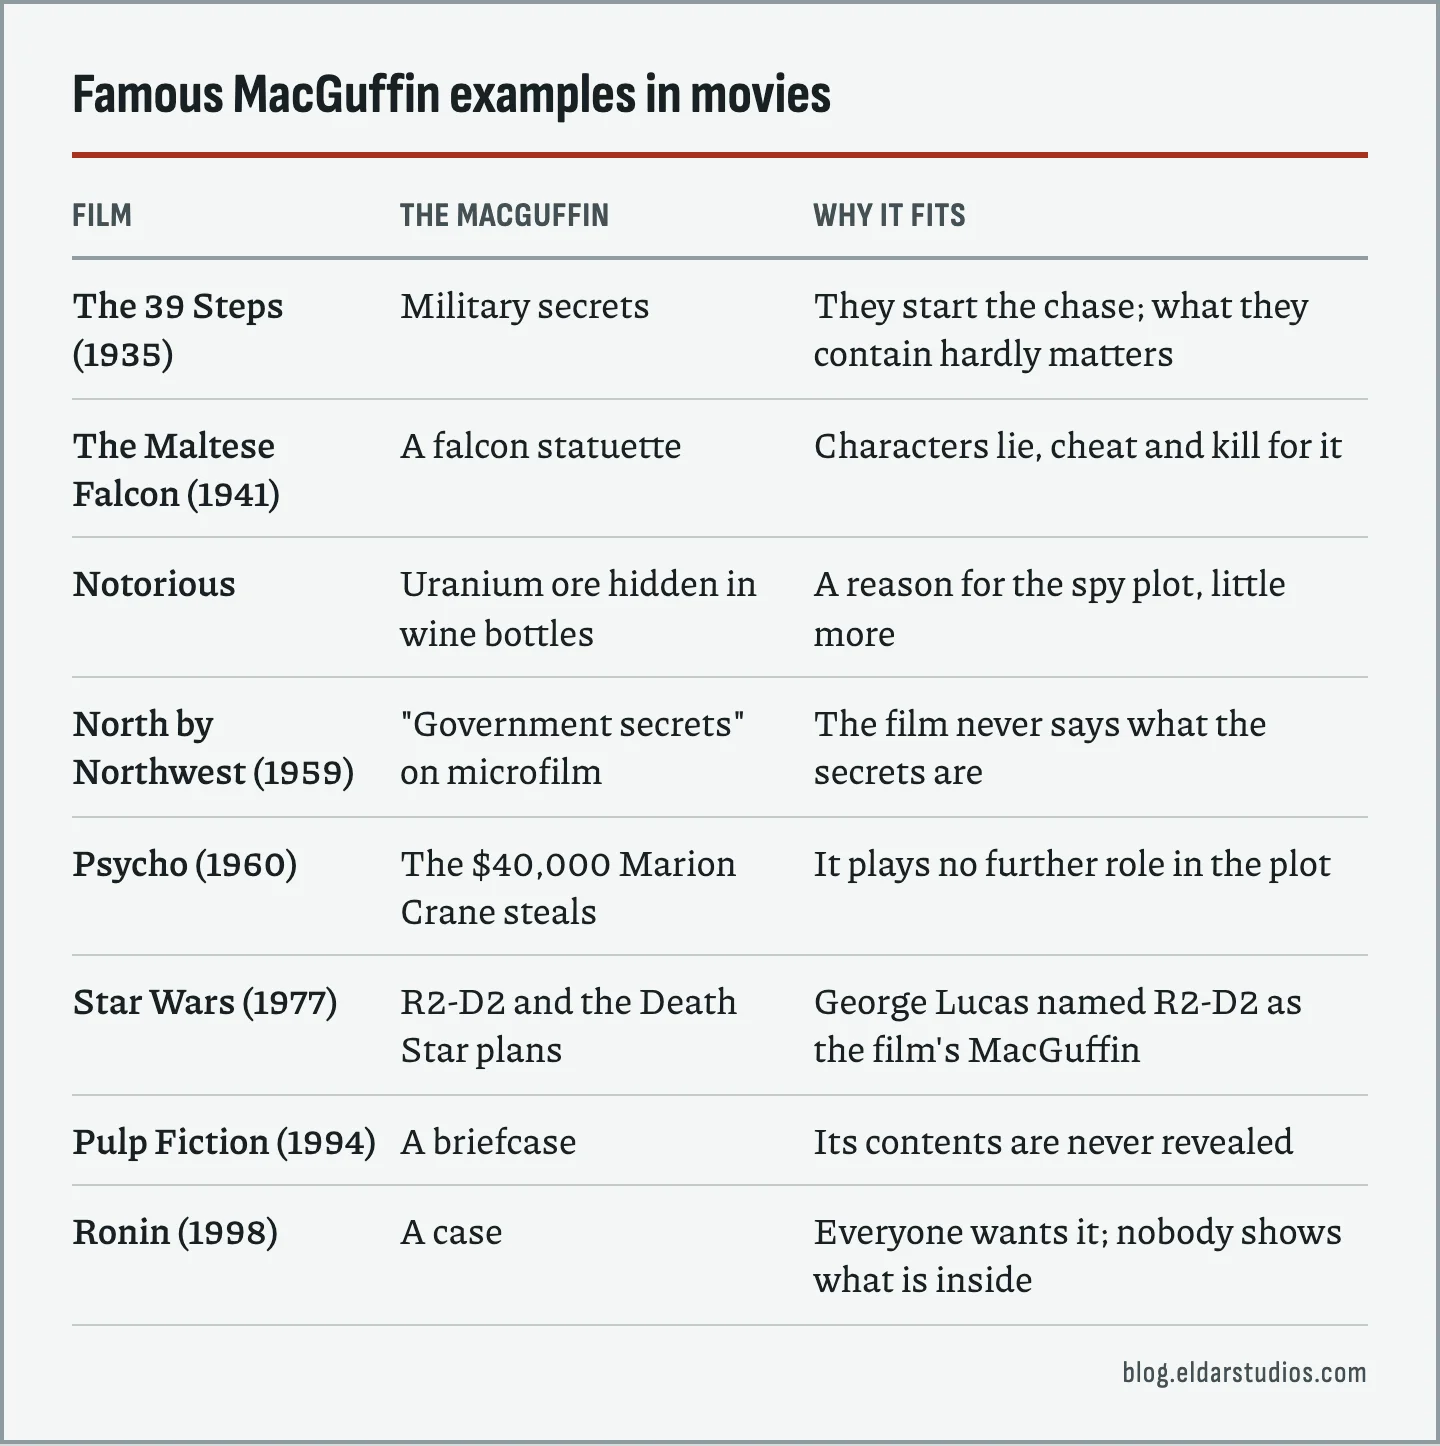 Famous MacGuffin examples in movies
FILM THE MACGUFFIN WHY IT FITS
The 39 Steps Military secrets They start the chase; what they
(1935) contain hardly matters
The Maltese A falcon statuette Characters lie, cheat and kill for it
Falcon (1941)
Notorious Uranium ore hidden in A reason for the spy plot, little
wine bottles more
North by "Government secrets" The film never says what the
Northwest (1959) on microfilm secrets are
Psycho (1960) The $40,000 Marion It plays no further role in the plot
Crane steals
Star Wars (1977) R2-D2 and the Death George Lucas named R2-D2 as
Star plans the film's MacGuffin
Pulp Fiction (1994) A briefcase Its contents are never revealed
Ronin (1998) A case Everyone wants it; nobody shows
what is inside
blog.eldarstudios.com